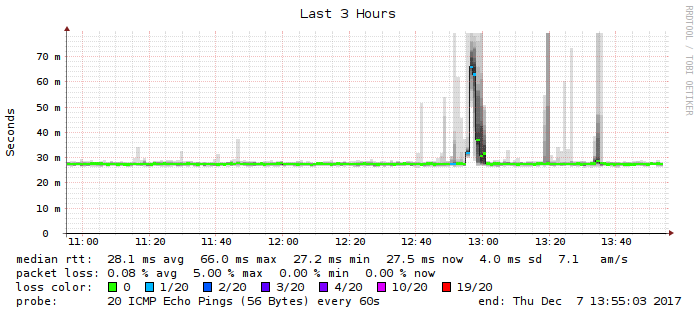 Last 3 Hours
RRDTOOL / TOBI OETIKER
Seconds
70 m
60 m
50 m
40 m
30 m
20 m
10 m
0
11:00 11:20 11:40 12:00 12:20 12:40 13:00 13:20 13:40
median rtt: 28.1 ms avg 66.0 ms max 27.2 ms min 27.5 ms now 4.0 ms sd 7.1 am/s
packet loss: 0.08 % avg 5.00 % max 0.00 % min 0.00 % now
loss color: 0 1/20 2/20 3/20 4/20 10/20 19/20
probe: 20 ICMP Echo Pings (56 Bytes) every 60s end: Thu Dec 7 13:55:03 2017